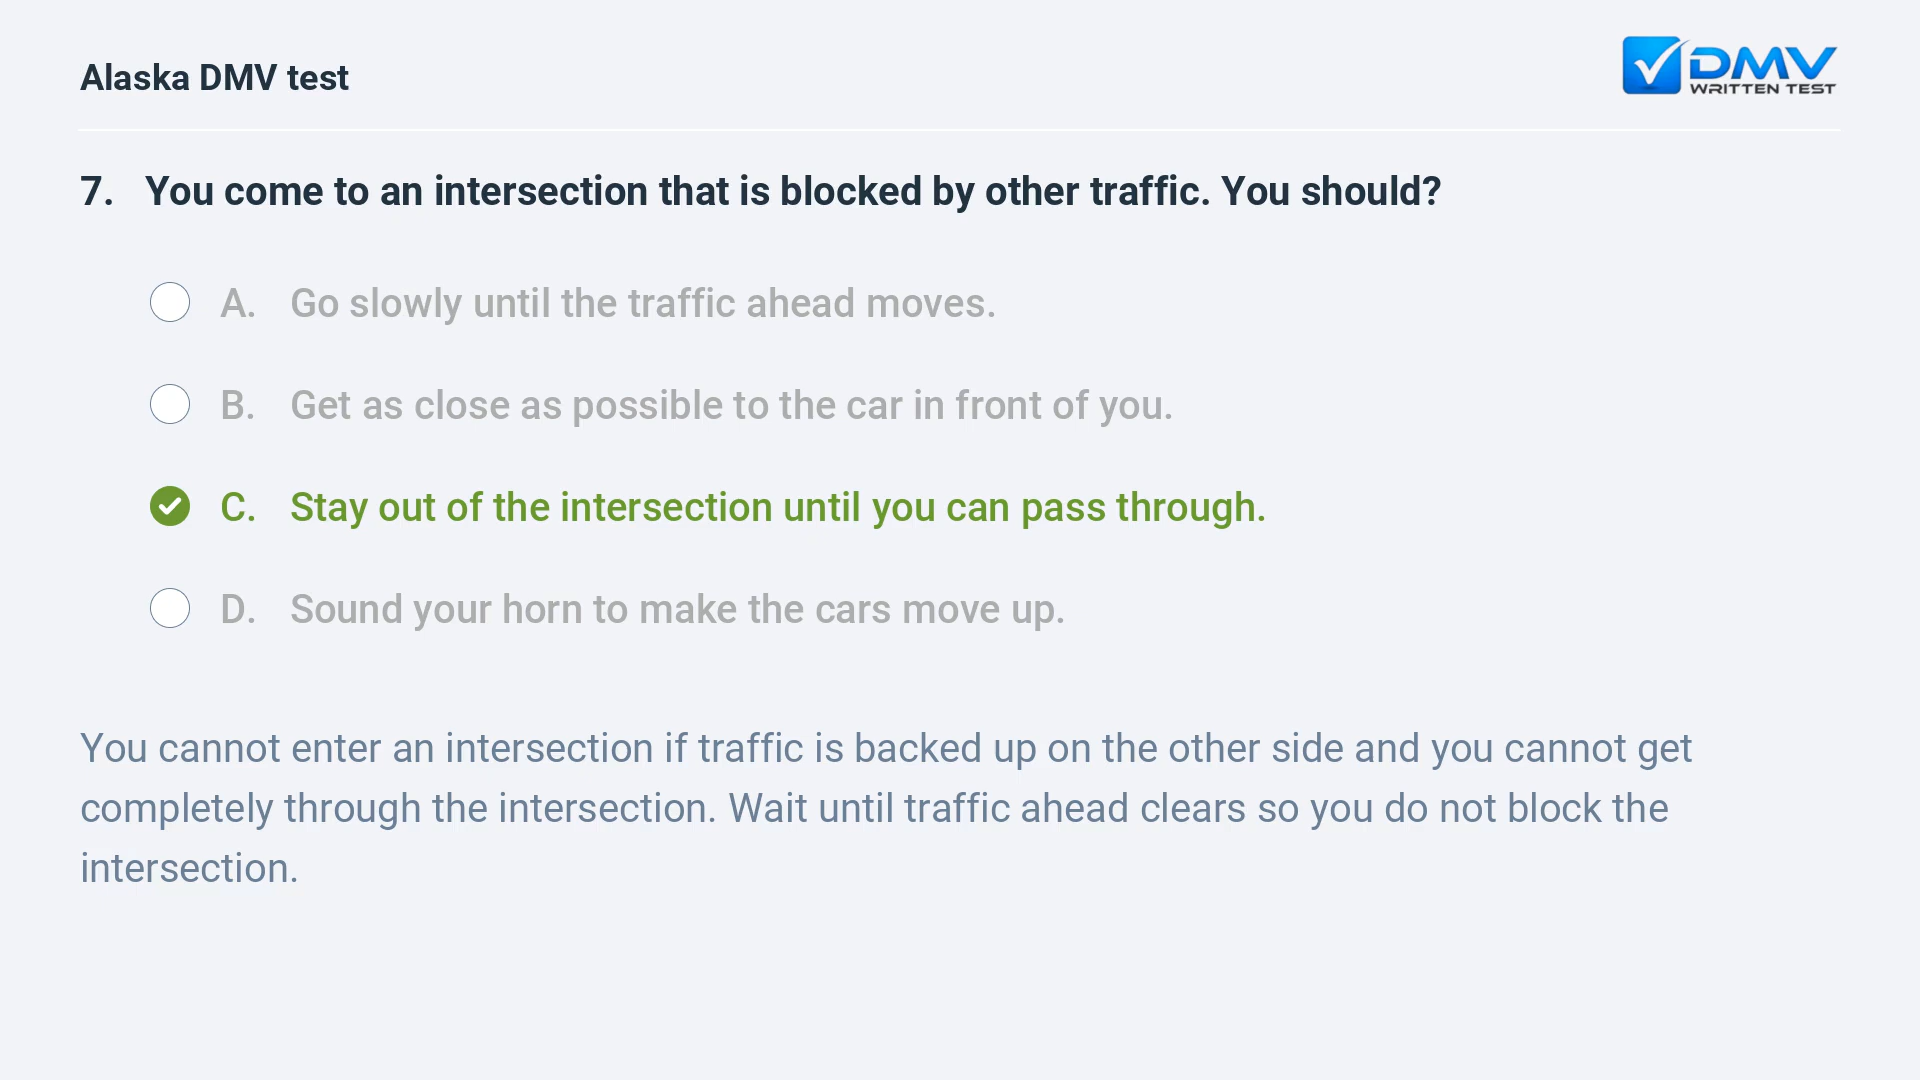 Alaska DMV test
DMV
WRITTEN TEST
7. You come to an intersection that is blocked by other traffic. You should?
A. Go slowly until the traffic ahead moves.
B. Get as close as possible to the car in front of you.
C. Stay out of the intersection until you can pass through.
D. Sound your horn to make the cars move up.
You cannot enter an intersection if traffic is backed up on the other side and you cannot get
completely through the intersection. Wait until traffic ahead clears so you do not block the
intersection.